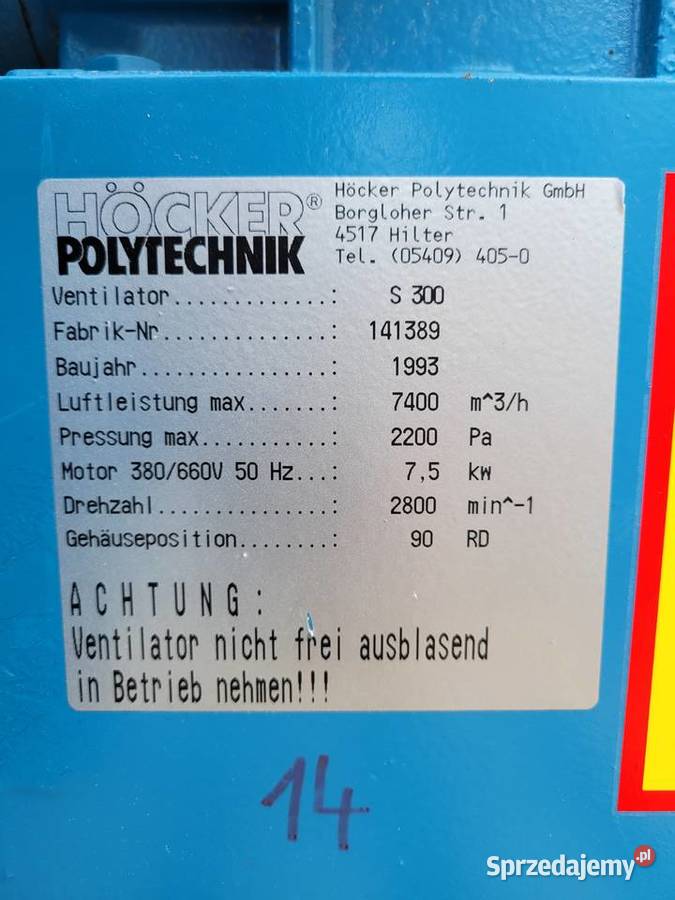 HÖCKER®
POLYTECHNIK
Höcker Polytechnik GmbH
Borgloher Str. 1
4517 Hilter
Tel. (05409) 405-0
Ventilator..............: S 300
Fabrik-Nr...............: 141389
Baujahr.................: 1993
Luftleistung max.......: 7400 m^3/h
Pressung max............: 2200 Pa
Motor 380/660V 50 Hz...: 7,5 kw
Drehzahl................: 2800 min^-1
Gehäuseposition........: 90 RD
ACHTUNG:
Ventilator nicht frei ausblasend
in Betrieb nehmen!!!
14
Sprzedajemy.pl